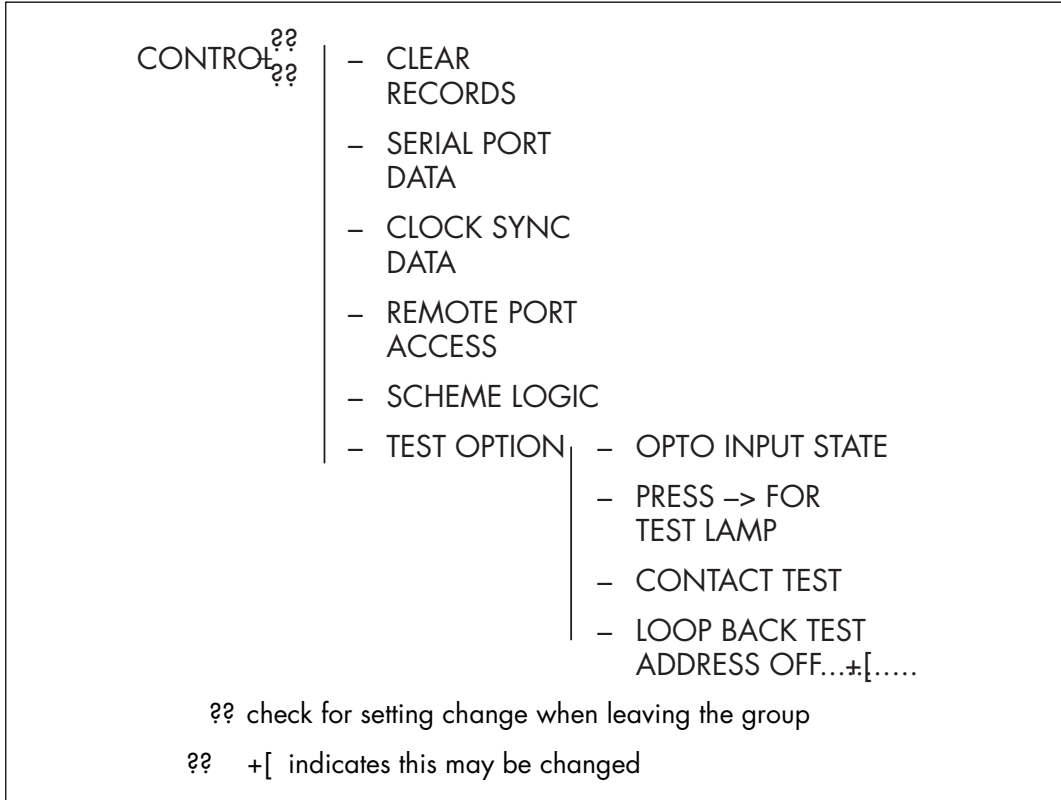 ??
CONTROL – CLEAR
?? RECORDS
– SERIAL PORT
DATA
– CLOCK SYNC
DATA
– REMOTE PORT
ACCESS
– SCHEME LOGIC
– TEST OPTION – OPTO INPUT STATE
– PRESS –> FOR
TEST LAMP
– CONTACT TEST
– LOOP BACK TEST
ADDRESS OFF...+[.....
?? check for setting change when leaving the group
?? +[ indicates this may be changed